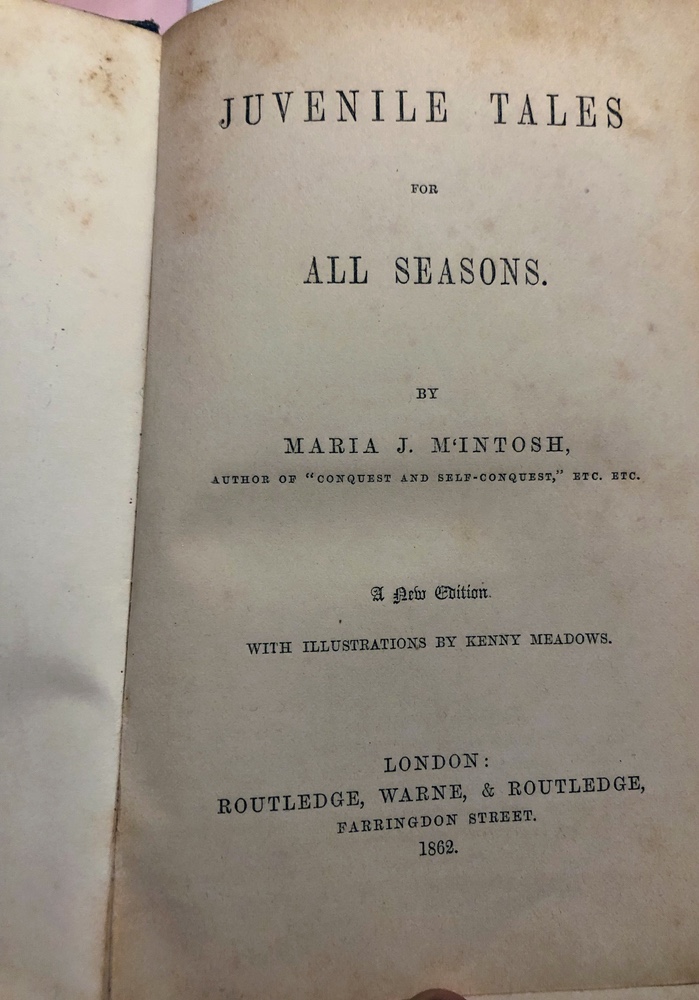 JUVENILE TALES
FOR
ALL SEASONS.
BY
MARIA J. M‘INTOSH,
AUTHOR OF “CONQUEST AND SELF-CONQUEST,” ETC. ETC.
A New Edition.
WITH ILLUSTRATIONS BY KENNY MEADOWS.
LONDON:
ROUTLEDGE, WARNE, & ROUTLEDGE,
FARRINGDON STREET.
1862.